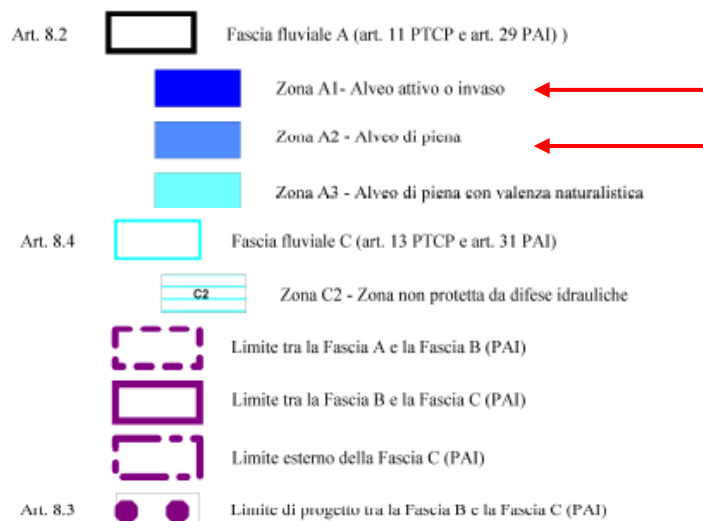 Art. 8.2 Fascia fluviale A (art. 11 PTCP e art. 29 PAI) )
Zona A1- Alveo attivo o invaso
Zona A2 - Alveo di piena
Zona A3 - Alveo di piena con valenza naturalistica
Art. 8.4 Fascia fluviale C (art. 13 PTCP e art. 31 PAI)
C2 Zona C2 - Zona non protetta da difese idrauliche
Limite tra la Fascia A e la Fascia B (PAI)
Limite tra la Fascia B e la Fascia C (PAI)
Limite esterno della Fascia C (PAI)
Art. 8.3 Limite di progetto tra la Fascia B e la Fascia C (PAI)